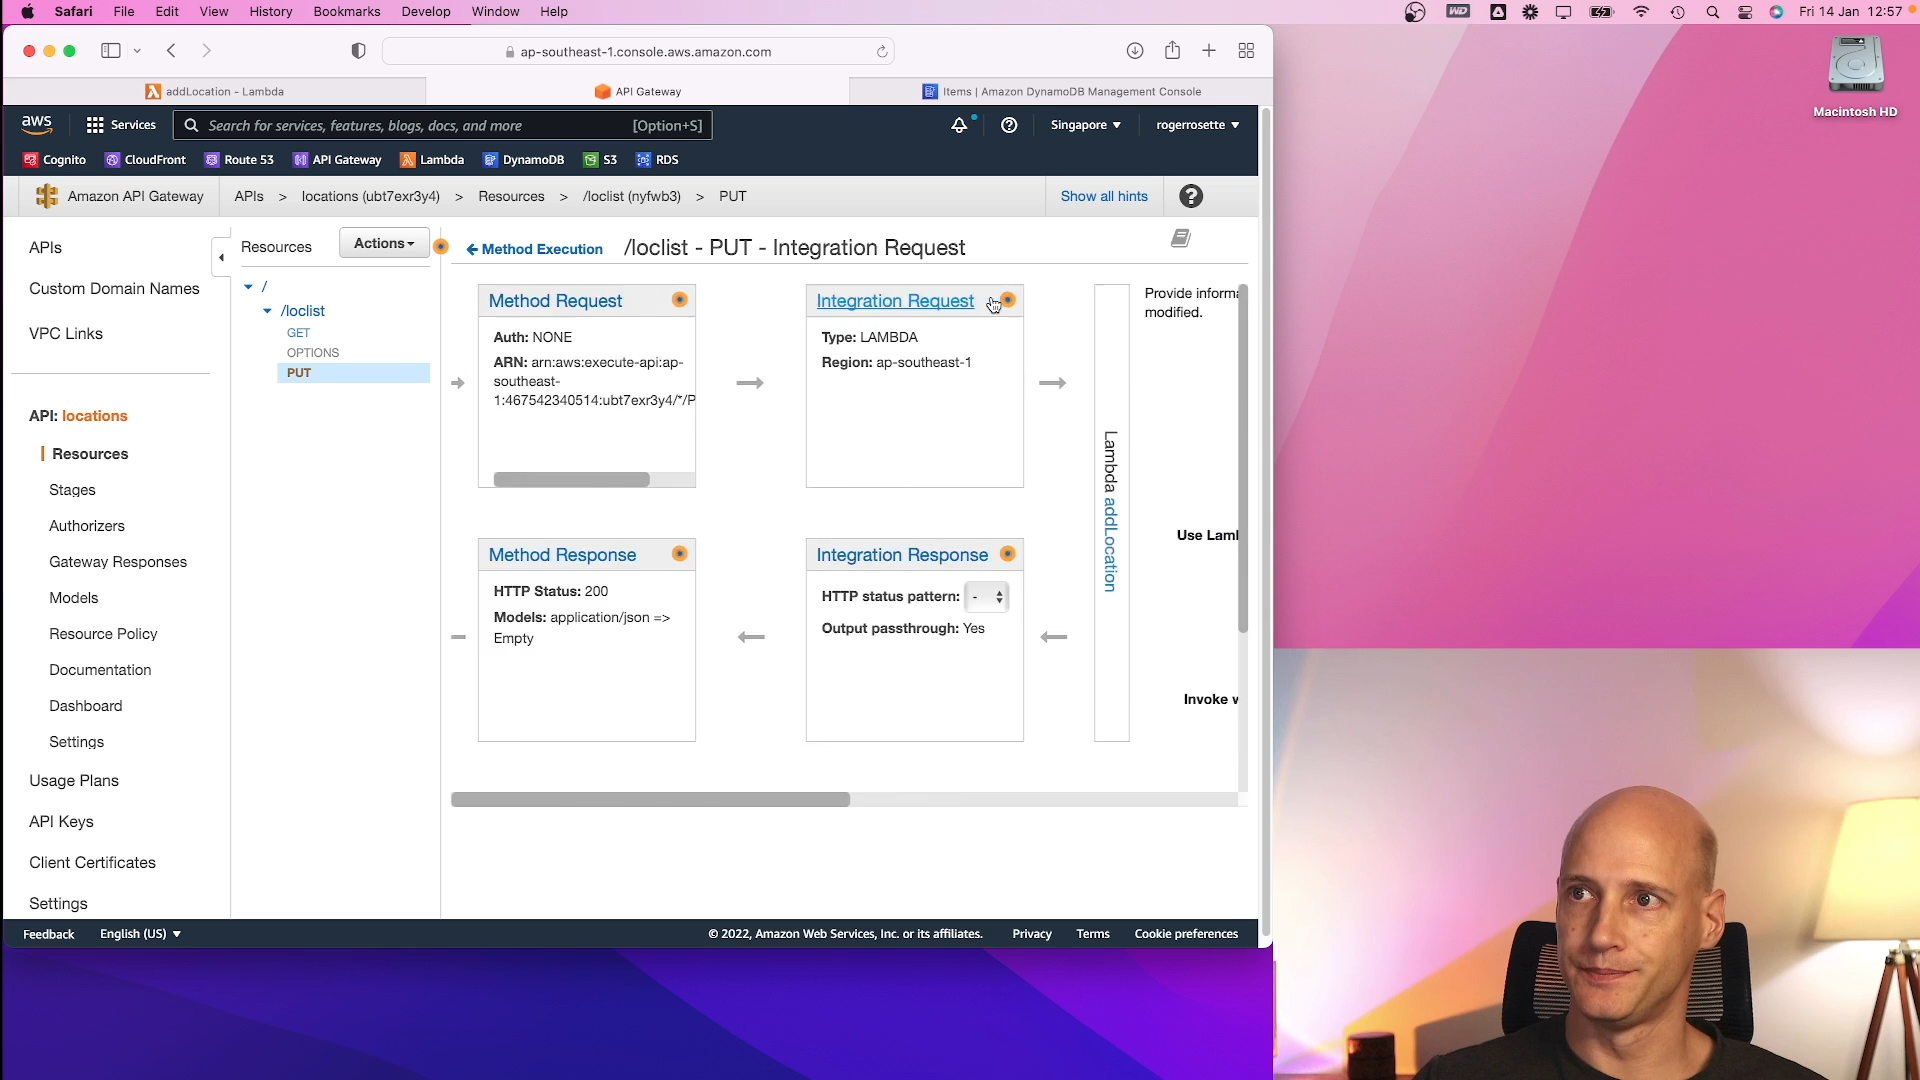 Safari File Edit View History Bookmarks Develop Window Help
WD
Fri 14 Jan 12:57
ap-southeast-1.console.aws.amazon.com
addLocation - Lambda
API Gateway
Items | Amazon DynamoDB Management Console
Macintosh HD
aws
Services
Search for services, features, blogs, docs, and more [Option+S]
Singapore
rogerrosette
Cognito CloudFront Route 53 API Gateway Lambda DynamoDB S3 RDS
Amazon API Gateway
APIs > locations (ubt7exr3y4) > Resources > /loclist (nyfwb3) > PUT
Show all hints
?
APIs
Custom Domain Names
VPC Links
API: locations
Resources
Stages
Authorizers
Gateway Responses
Models
Resource Policy
Documentation
Dashboard
Settings
Usage Plans
API Keys
Client Certificates
Settings
Resources
Actions
/
/loclist
GET
OPTIONS
PUT
Method Execution
/loclist - PUT - Integration Request
Method Request
Auth: NONE
ARN: arn:aws:execute-api:ap-
southeast-
1:467542340514:ubt7exr3y4/*/P
Integration Request
Type: LAMBDA
Region: ap-southeast-1
Lambda addLocation
Provide informa
modified.
Use Laml
Invoke v
Method Response
HTTP Status: 200
Models: application/json =>
Empty
Integration Response
HTTP status pattern: -
Output passthrough: Yes
Feedback English (US)
© 2022, Amazon Web Services, Inc. or its affiliates. Privacy Terms Cookie preferences